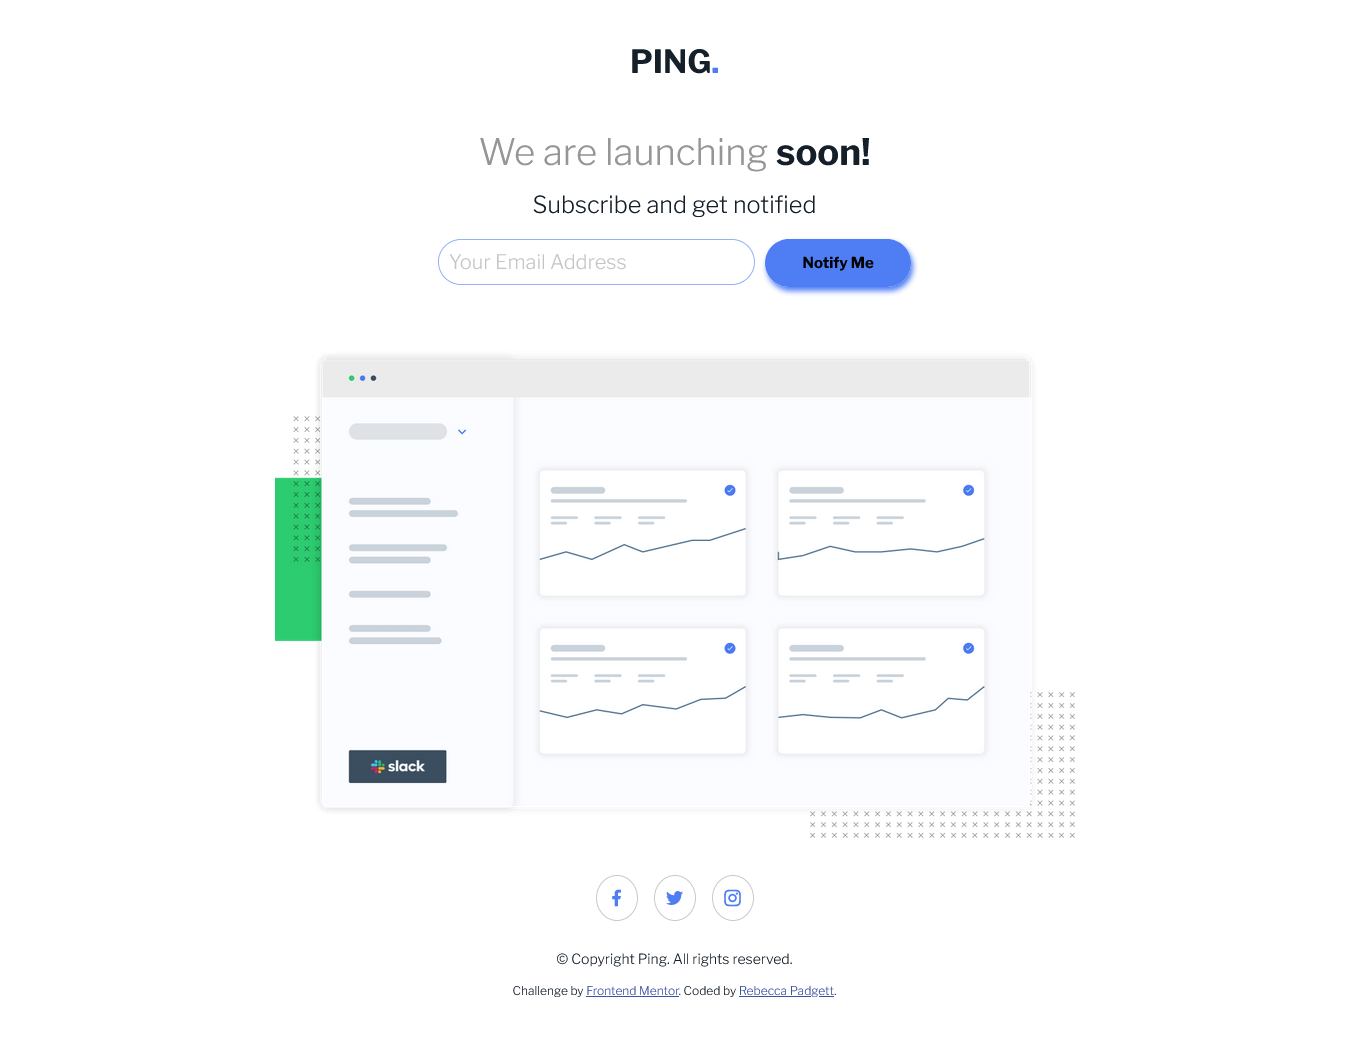 PING.
We are launching soon!
Subscribe and get notified
Your Email Address
Notify Me
slack
© Copyright Ping. All rights reserved.
Challenge by Frontend Mentor. Coded by Rebecca Padgett.